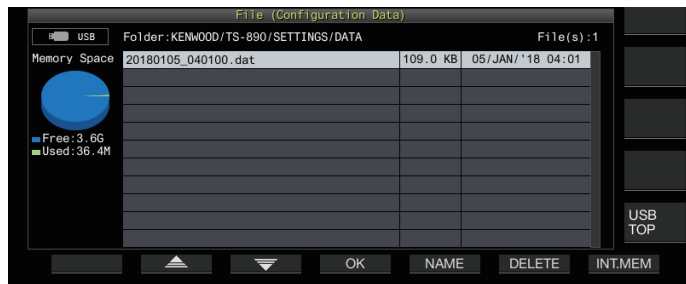 File (Configuration Data)
USB
Folder:KENWOOD/TS-890/SETTINGS/DATA
File(s):1
Memory Space
20180105_040100.dat
109.0 KB
05/JAN/'18 04:01
Free:3.6G
Used:36.4M
USB
TOP
OK
NAME
DELETE
INT.MEM